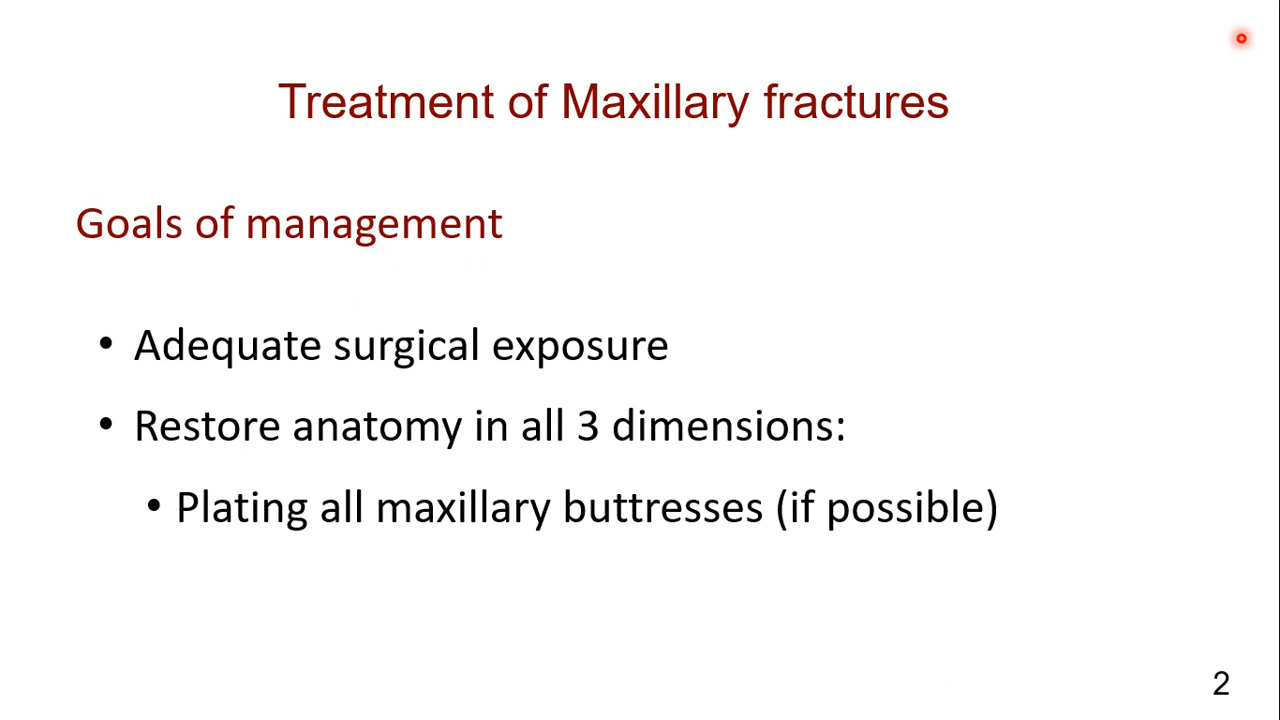 Treatment of Maxillary fractures
Goals of management
• Adequate surgical exposure
• Restore anatomy in all 3 dimensions:
• Plating all maxillary buttresses (if possible)
2